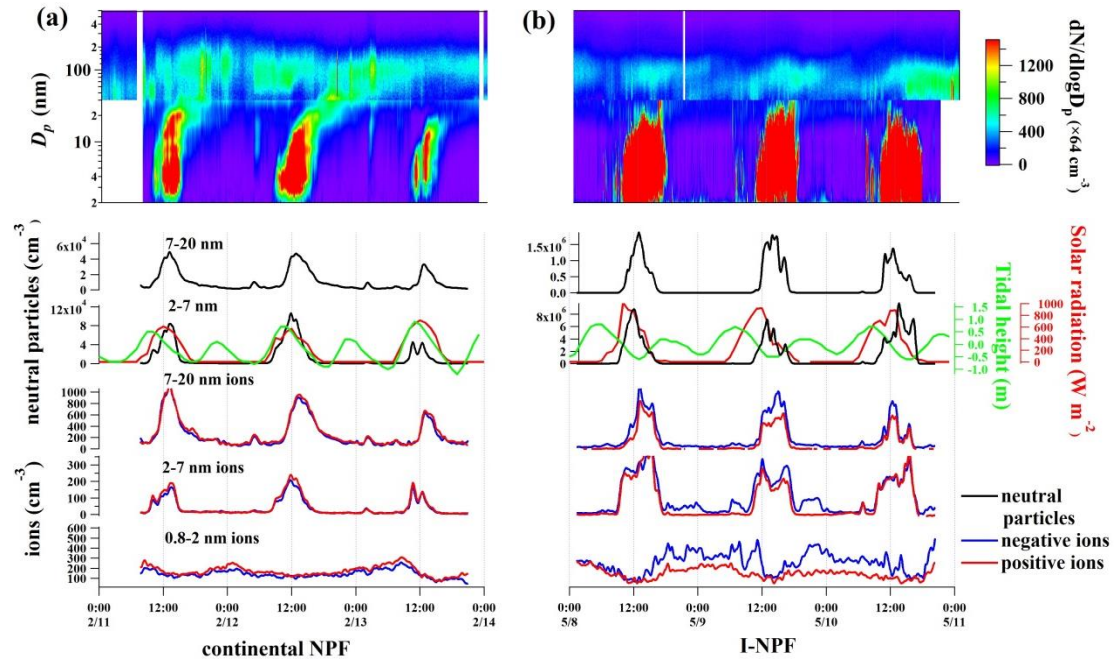 (a)
(b)
6
4
2
100
6
4
2
10
6
4
2
D_p (nm)
1200
800
400
0
dN/dlogD_p (×64 cm^-3)
neutral particles (cm^-3)
6x10^4
4
2
0
7-20 nm
1.5x10^6
1.0
0.5
0.0
12x10^4
8
4
0
2-7 nm
8x10^6
6
4
2
0
1.5
1.0
0.5
0.0
-0.5
-1.0
Tidal height (m)
1000
800
600
400
200
0
Solar radiation (W m^-2)
ions (cm^-3)
1000
800
600
400
200
0
7-20 nm ions
300
200
100
0
2-7 nm ions
600
500
400
300
200
100
0.8-2 nm ions
neutral
particles
negative ions
positive ions
0:00 12:00 0:00 12:00 0:00 12:00 0:00
2/11 2/12 2/13 2/14
0:00 12:00 0:00 12:00 0:00 12:00 0:00
5/8 5/9 5/10 5/11
continental NPF
I-NPF